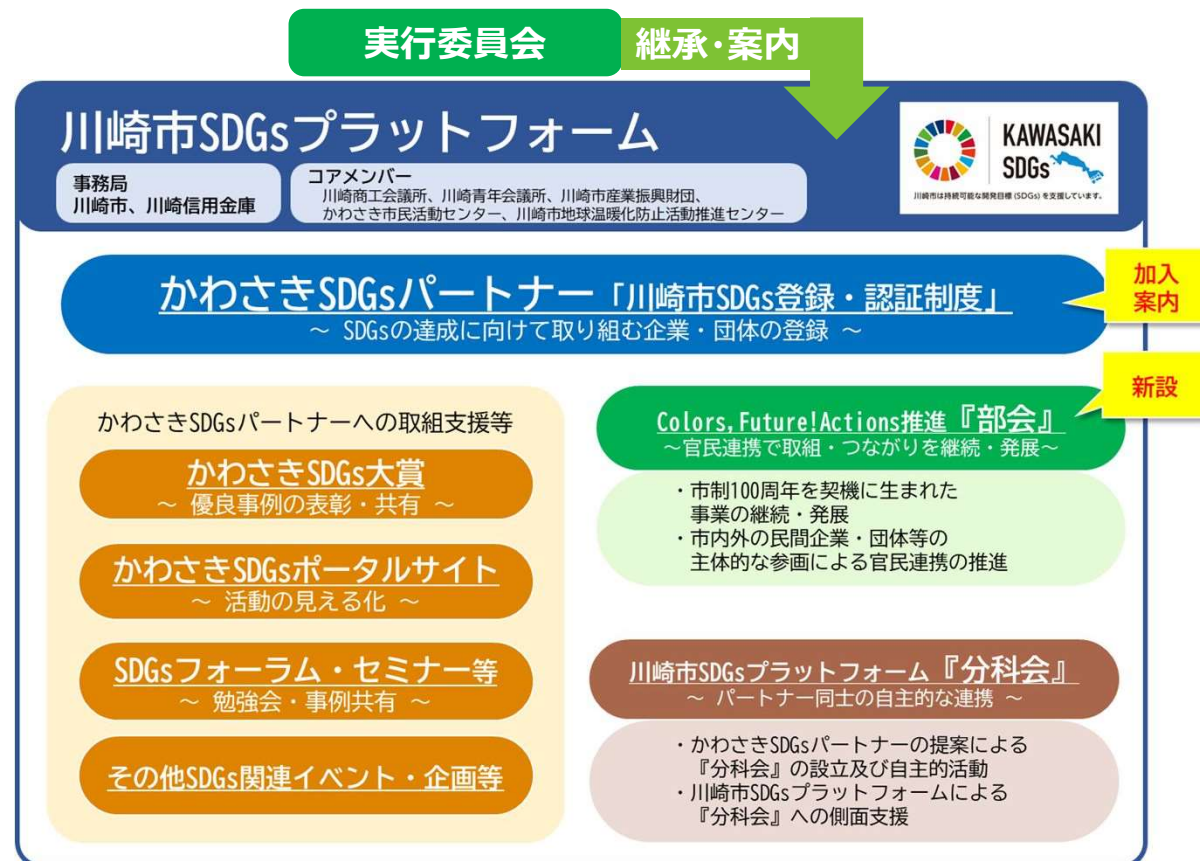 実行委員会
継承・案内
川崎市SDGsプラットフォーム
事務局
川崎市、川崎信用金庫
コアメンバー
川崎商工会議所、川崎青年会議所、川崎市産業振興財団、
かわさき市民活動センター、川崎市地球温暖化防止活動推進センター
KAWASAKI
SDGs
川崎市は持続可能な開発目標(SDGs)を支援しています。
かわさきSDGsパートナー「川崎市SDGs登録・認証制度」
～ SDGsの達成に向けて取り組む企業・団体の登録 ～
加入
案内
新設
かわさきSDGsパートナーへの取組支援等
かわさきSDGs大賞
～ 優良事例の表彰・共有 ～
かわさきSDGsポータルサイト
～ 活動の見える化 ～
SDGsフォーラム・セミナー等
～ 勉強会・事例共有 ～
その他SDGs関連イベント・企画等
Colors,Future!Actions推進『部会』
～官民連携で取組・つながりを継続・発展～
・市制100周年を契機に生まれた
事業の継続・発展
・市内外の民間企業・団体等の
主体的な参画による官民連携の推進
川崎市SDGsプラットフォーム『分科会』
～ パートナー同士の自主的な連携 ～
・かわさきSDGsパートナーの提案による
『分科会』の設立及び自主的活動
・川崎市SDGsプラットフォームによる
『分科会』への側面支援